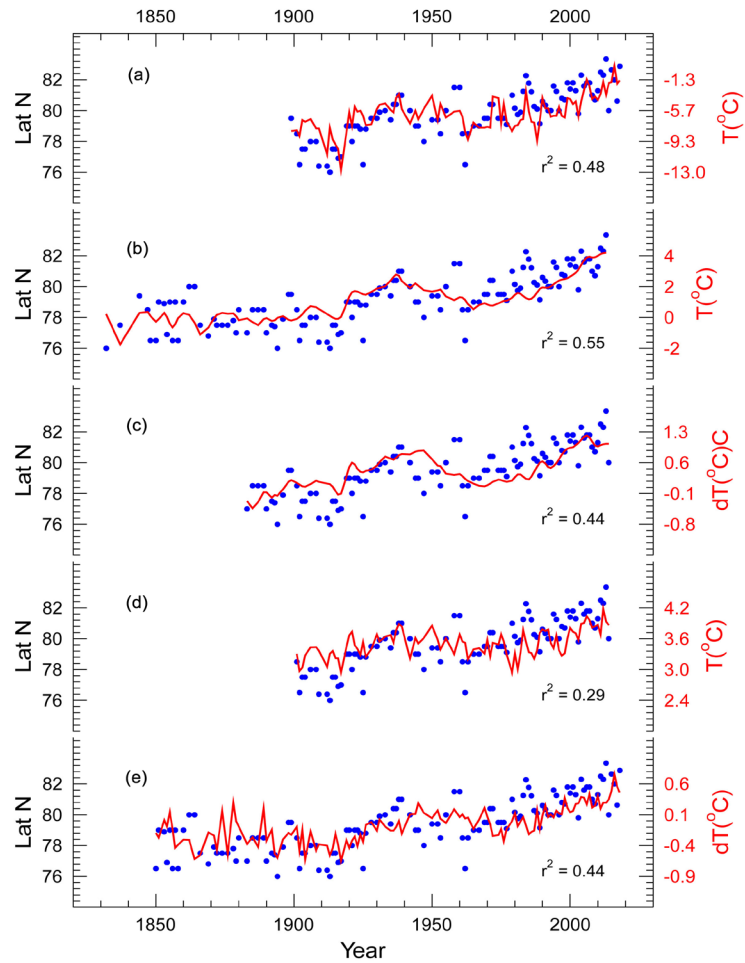 1850 1900 1950 2000
(a)
82
80
78
76
Lat N
-1.3
-5.7
-9.3
-13.0
T(°C)
r² = 0.48
(b)
82
80
78
76
Lat N
4
2
0
-2
T(°C)
r² = 0.55
(c)
82
80
78
76
Lat N
1.3
0.6
-0.1
-0.8
dT(°C)C
r² = 0.44
(d)
82
80
78
76
Lat N
4.2
3.6
3.0
2.4
T(°C)
r² = 0.29
(e)
82
80
78
76
Lat N
0.6
0.1
-0.4
-0.9
dT(°C)
r² = 0.44
1850 1900 1950 2000
Year